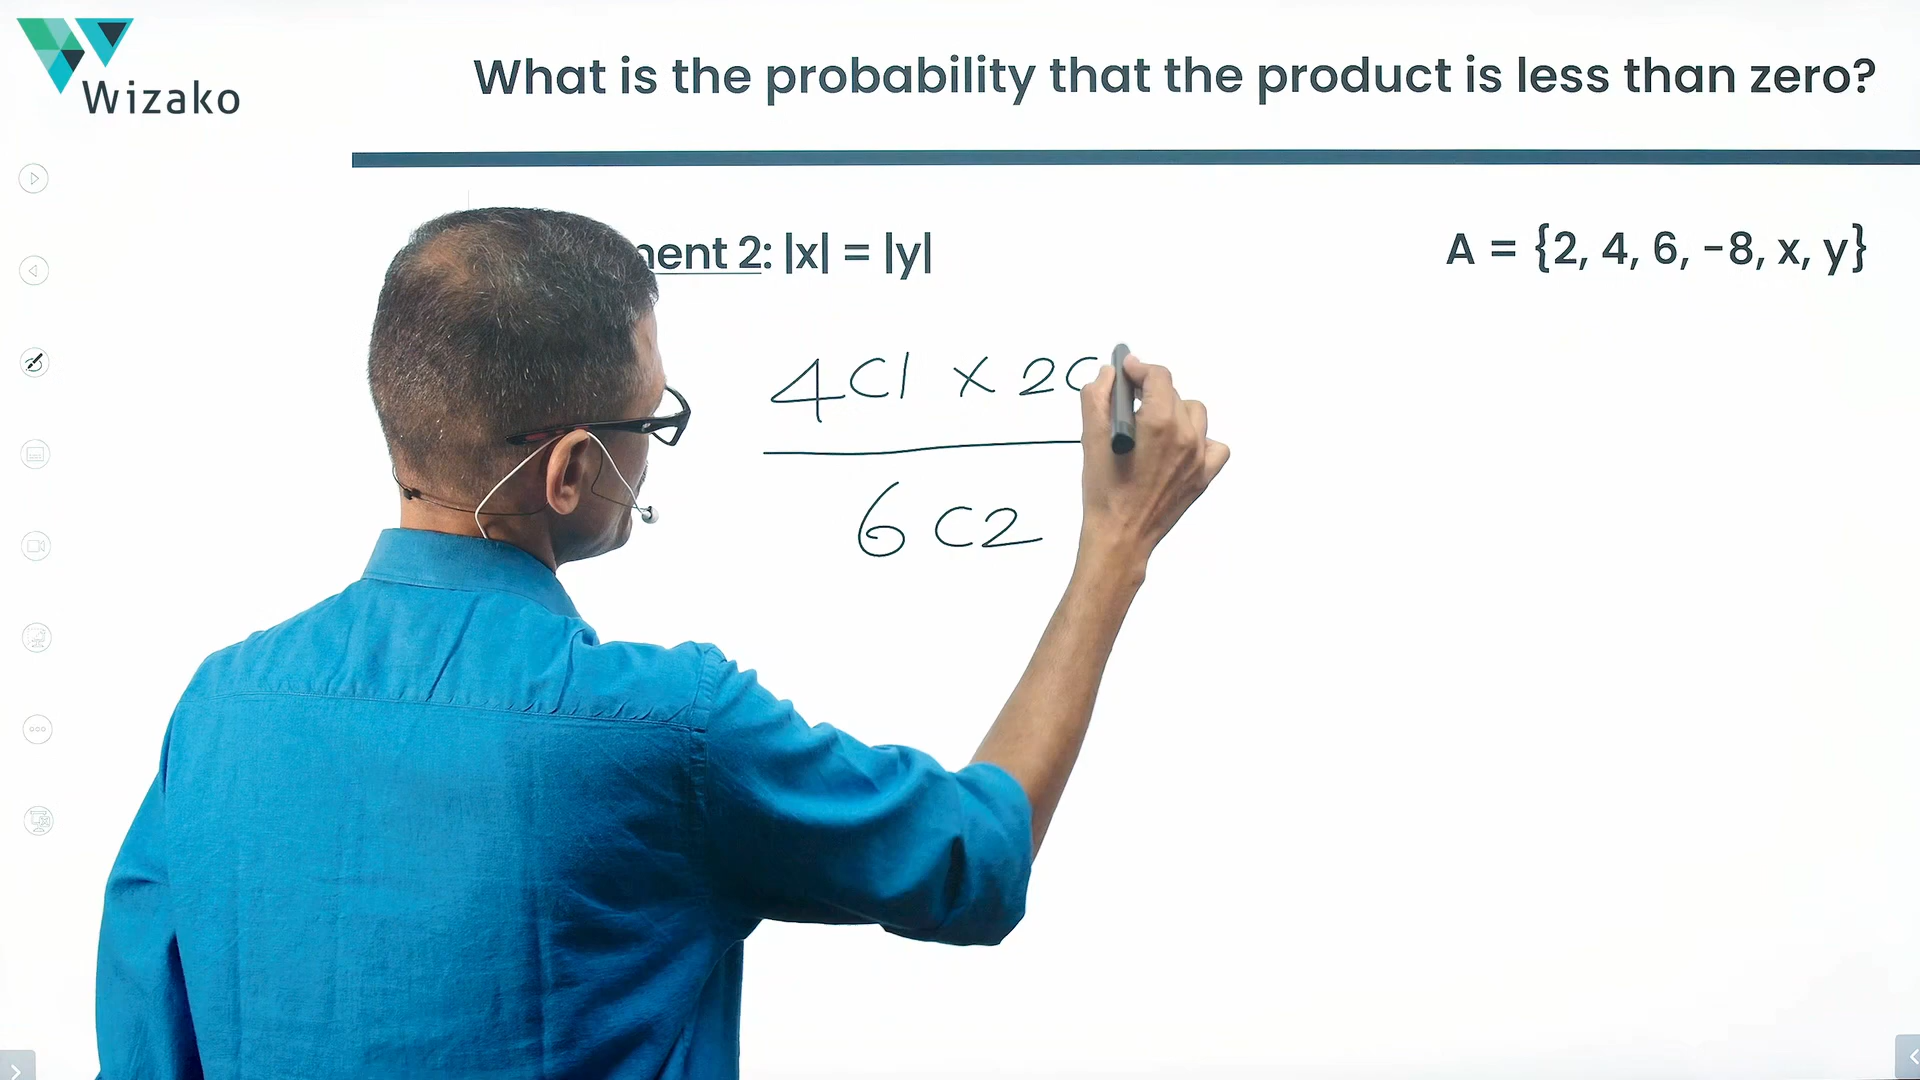 Wizako
What is the probability that the product is less than zero?
2: |x| = |y|
A = {2, 4, 6, -8, x, y}
4C1 × 2C
6C2